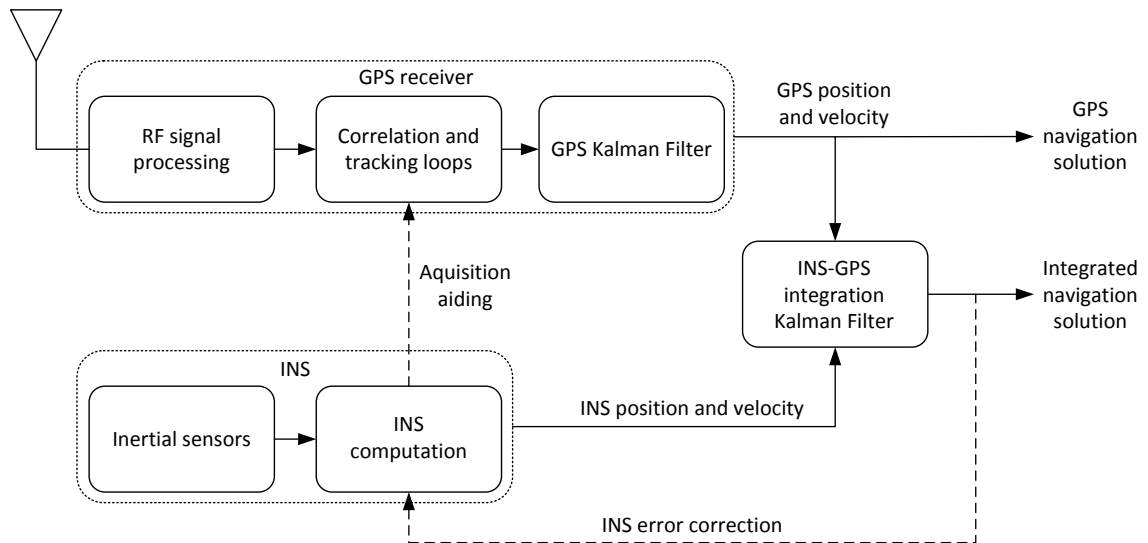 GPS receiver
RF signal
processing
Correlation and
tracking loops
GPS Kalman Filter
GPS position
and velocity
GPS
navigation
solution
Aquisition
aiding
INS-GPS
integration
Kalman Filter
Integrated
navigation
solution
INS
Inertial sensors
INS
computation
INS position and velocity
INS error correction